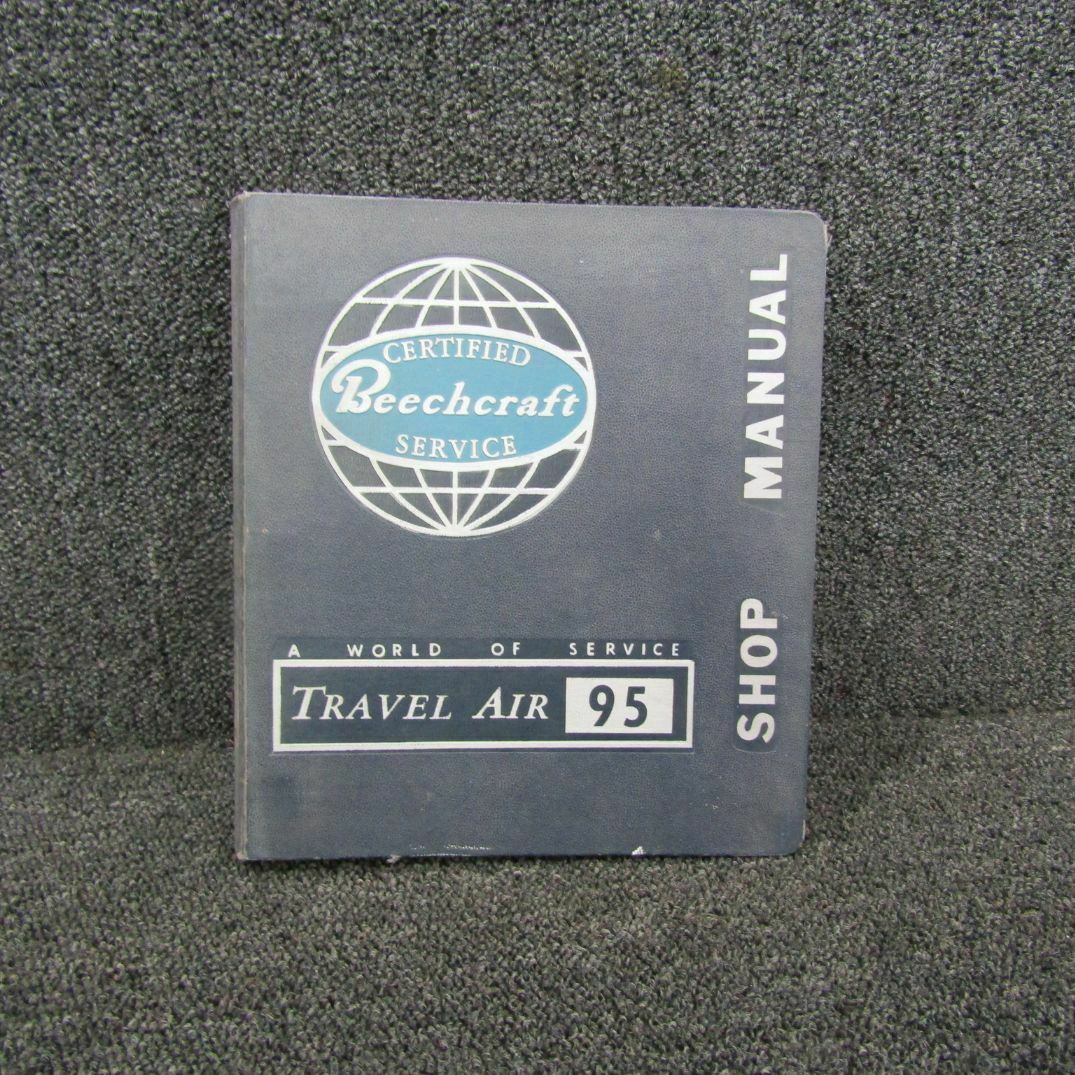 CERTIFIED
Beechcraft
SERVICE
A WORLD OF SERVICE
TRAVEL AIR 95
SHOP MANUAL